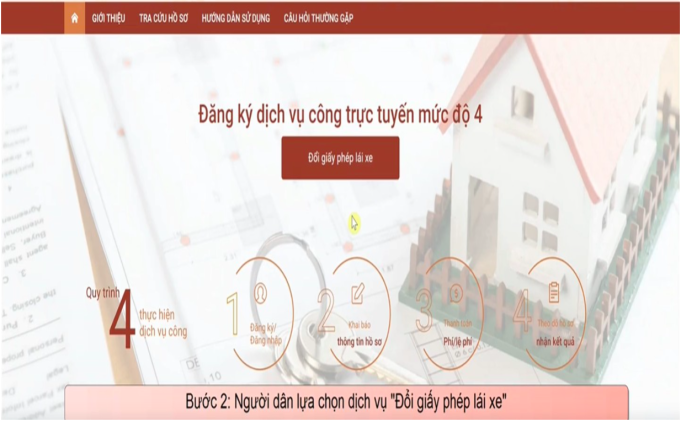 GIỚI THIỆU TRA CỨU HỒ SƠ HƯỚNG DẪN SỬ DỤNG CÂU HỎI THƯỜNG GẶP
Đăng ký dịch vụ công trực tuyến mức độ 4
Đổi giấy phép lái xe
Quy trình
4 thực hiện
dịch vụ công
1 Đăng ký/
Đăng nhập
2 Khai báo
thông tin hồ sơ
3 Thanh toán
Phí/lệ phí
4 Theo dõi hồ sơ
nhận kết quả
Bước 2: Người dân lựa chọn dịch vụ "Đổi giấy phép lái xe"